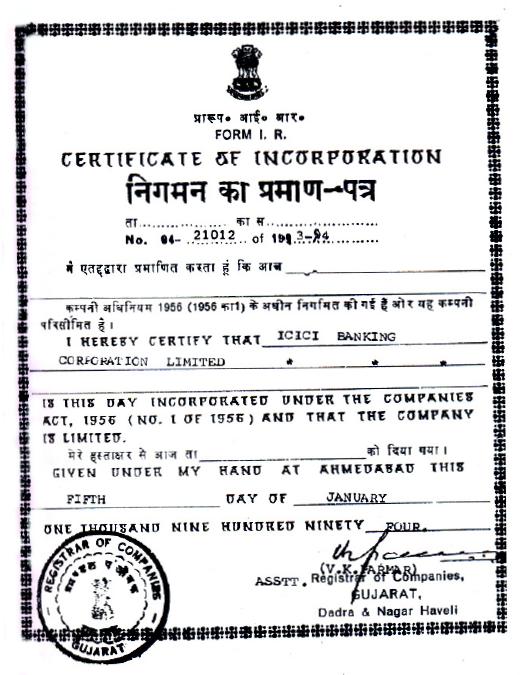 प्रारूप॰ आई॰ आर॰
FORM I. R.
CERTIFICATE OF INCORPORATION
निगमन का प्रमाण-पत्र
ता.................... का स........................
No. 04- 21012 of 1993-94
मैं एतद्द्वारा प्रमाणित करता हूं कि आज
कम्पनी अधिनियम 1956 (1956 का1) के अधीन निगमित की गई है और यह कम्पनी
परिसीमित है।
I HEREBY CERTIFY THAT ICICI BANKING
CORPORATION LIMITED * * *
IS THIS DAY INCORPORATED UNDER THE COMPANIES
ACT, 1956 (NO. 1 OF 1956) AND THAT THE COMPANY
IS LIMITED.
मेरे हस्ताक्षर से आज ता को दिया गया।
GIVEN UNDER MY HAND AT AHMEDABAD THIS
FIFTH DAY OF JANUARY
ONE THOUSAND NINE HUNDRED NINETY FOUR.
(V.K.PARMAR)
ASSTT. Registrar of Companies,
GUJARAT,
Dadra & Nagar Haveli
REGISTRAR OF COMPANIES
GUJARAT